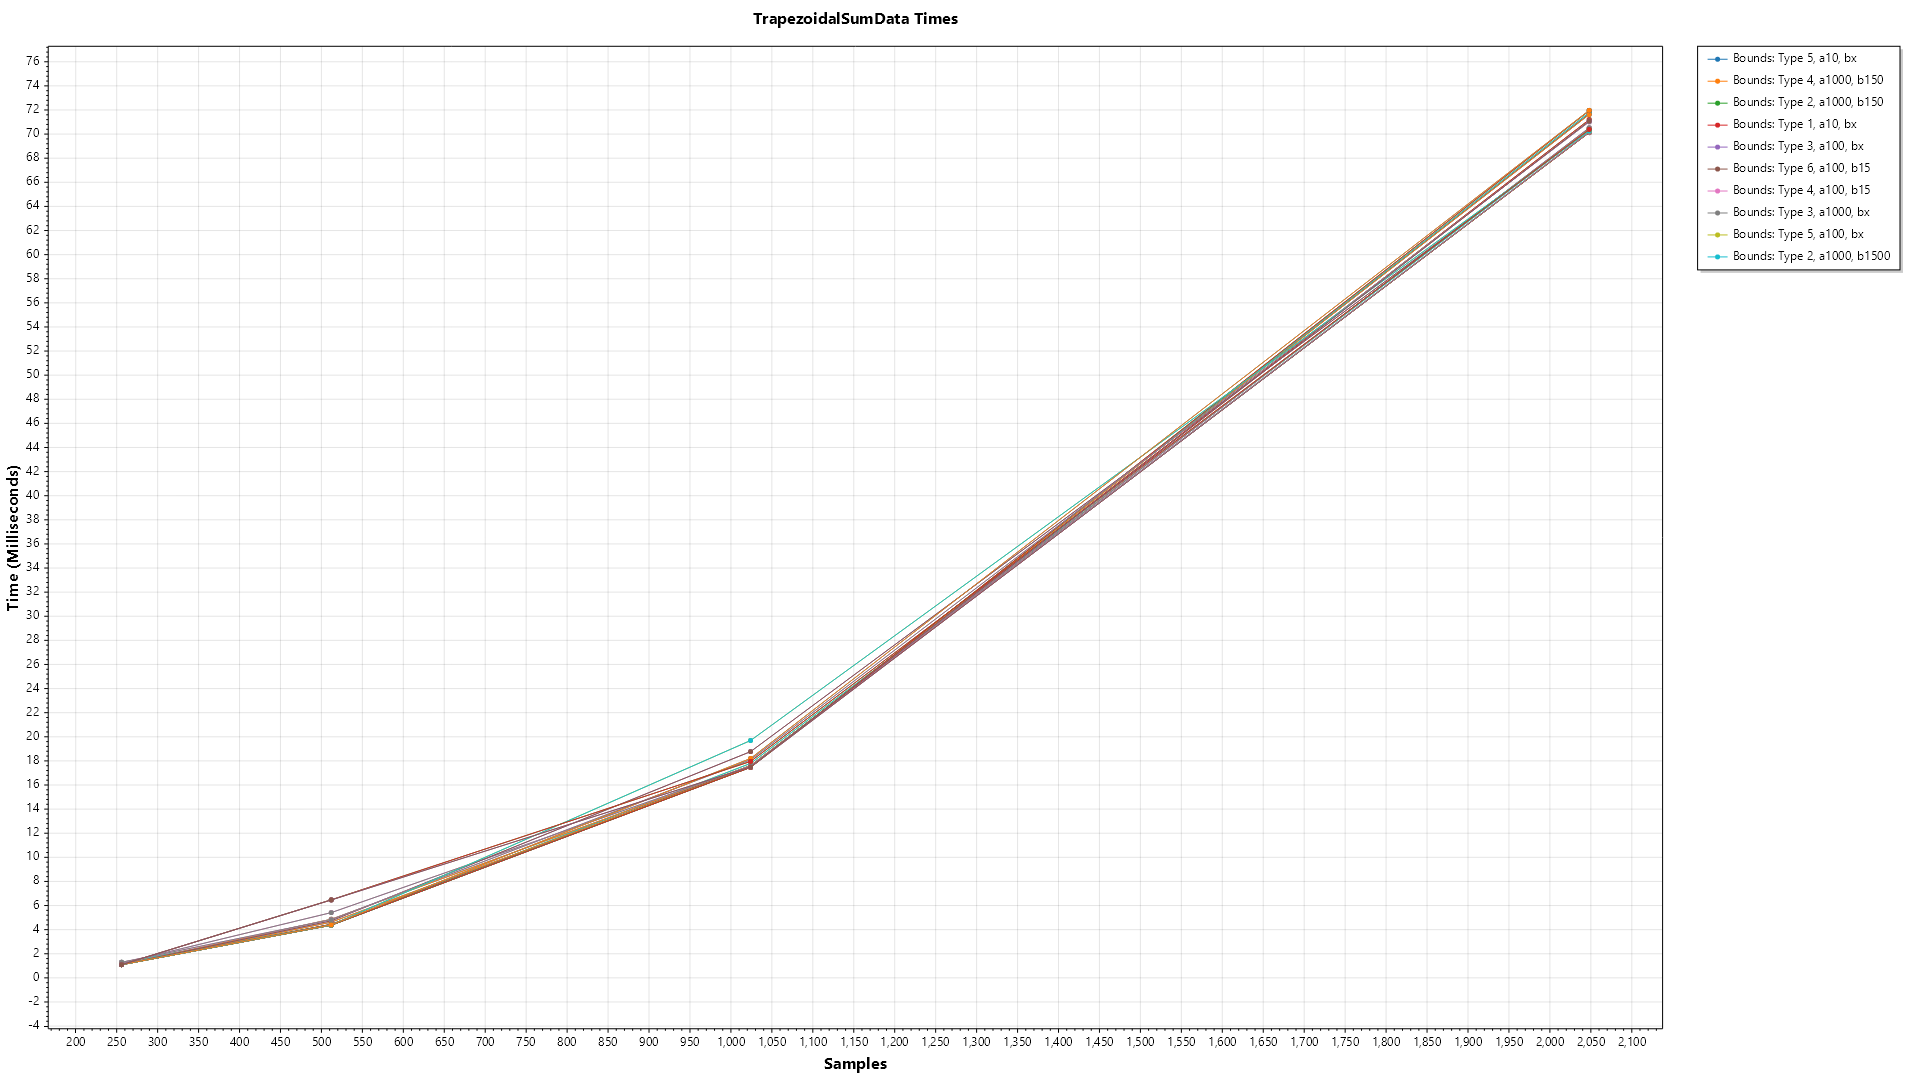 TrapezoidalSumData Times
76
74
72
70
68
66
64
62
60
58
56
54
52
50
48
46
44
42
40
38
36
34
32
30
28
26
24
22
20
18
16
14
12
10
8
6
4
2
0
-2
-4
Time (Milliseconds)
200 250 300 350 400 450 500 550 600 650 700 750 800 850 900 950 1,000 1,050 1,100 1,150 1,200 1,250 1,300 1,350 1,400 1,450 1,500 1,550 1,600 1,650 1,700 1,750 1,800 1,850 1,900 1,950 2,000 2,050 2,100
Samples
Bounds: Type 5, a10, bx
Bounds: Type 4, a1000, b150
Bounds: Type 2, a1000, b150
Bounds: Type 1, a10, bx
Bounds: Type 3, a100, bx
Bounds: Type 6, a100, b15
Bounds: Type 4, a100, b15
Bounds: Type 3, a1000, bx
Bounds: Type 5, a100, bx
Bounds: Type 2, a1000, b1500